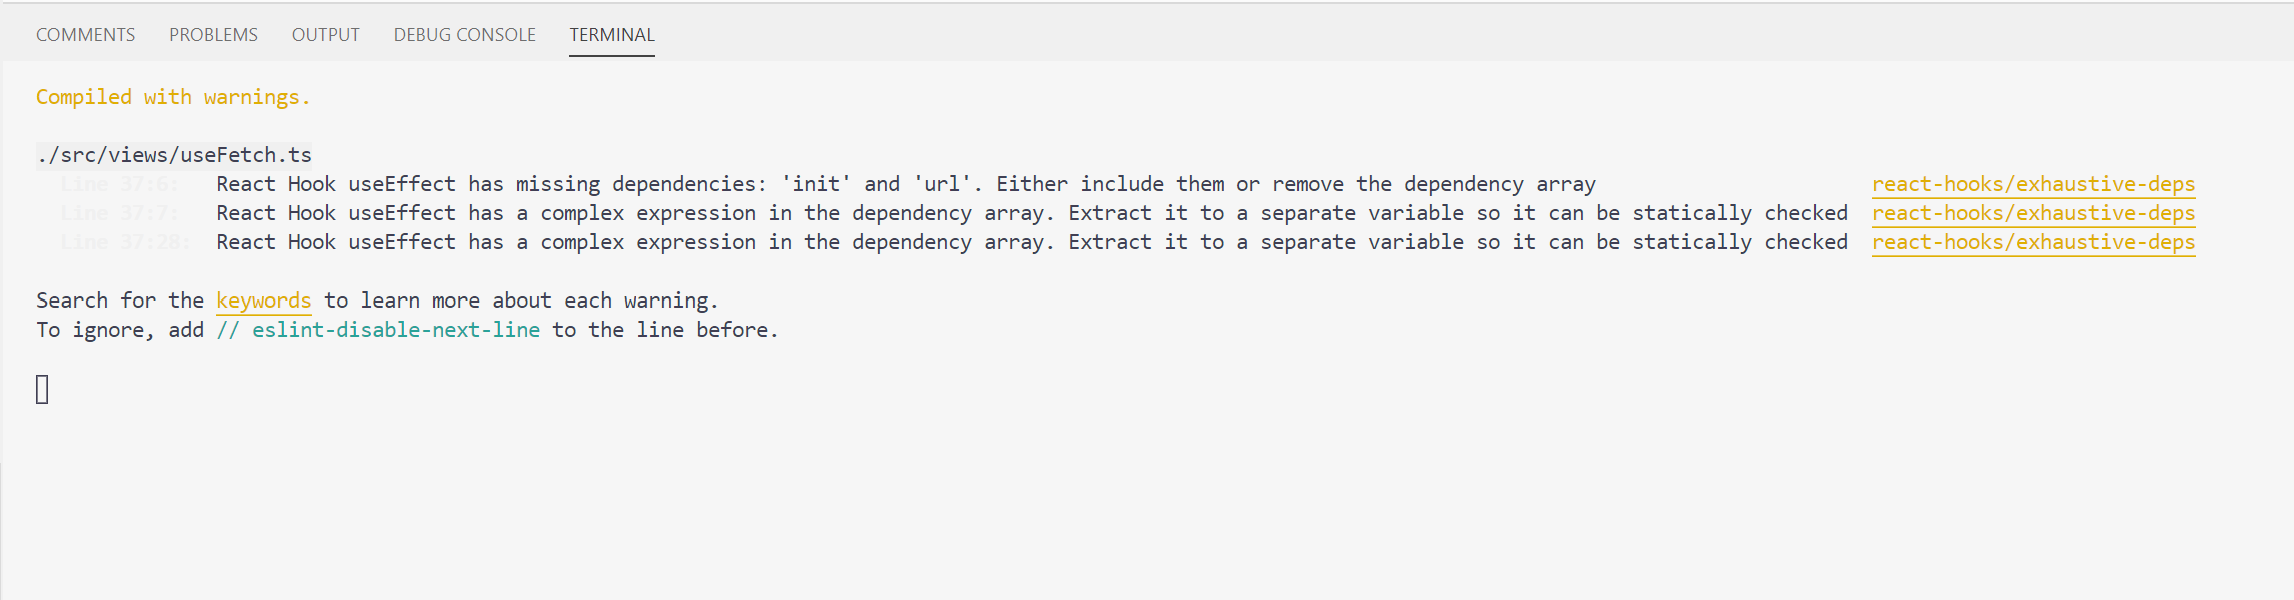 COMMENTS PROBLEMS OUTPUT DEBUG CONSOLE TERMINAL
Compiled with warnings.
./src/views/useFetch.ts
Line 37:6: React Hook useEffect has missing dependencies: 'init' and 'url'. Either include them or remove the dependency array react-hooks/exhaustive-deps
Line 37:7: React Hook useEffect has a complex expression in the dependency array. Extract it to a separate variable so it can be statically checked react-hooks/exhaustive-deps
Line 37:28: React Hook useEffect has a complex expression in the dependency array. Extract it to a separate variable so it can be statically checked react-hooks/exhaustive-deps
Search for the keywords to learn more about each warning.
To ignore, add // eslint-disable-next-line to the line before.